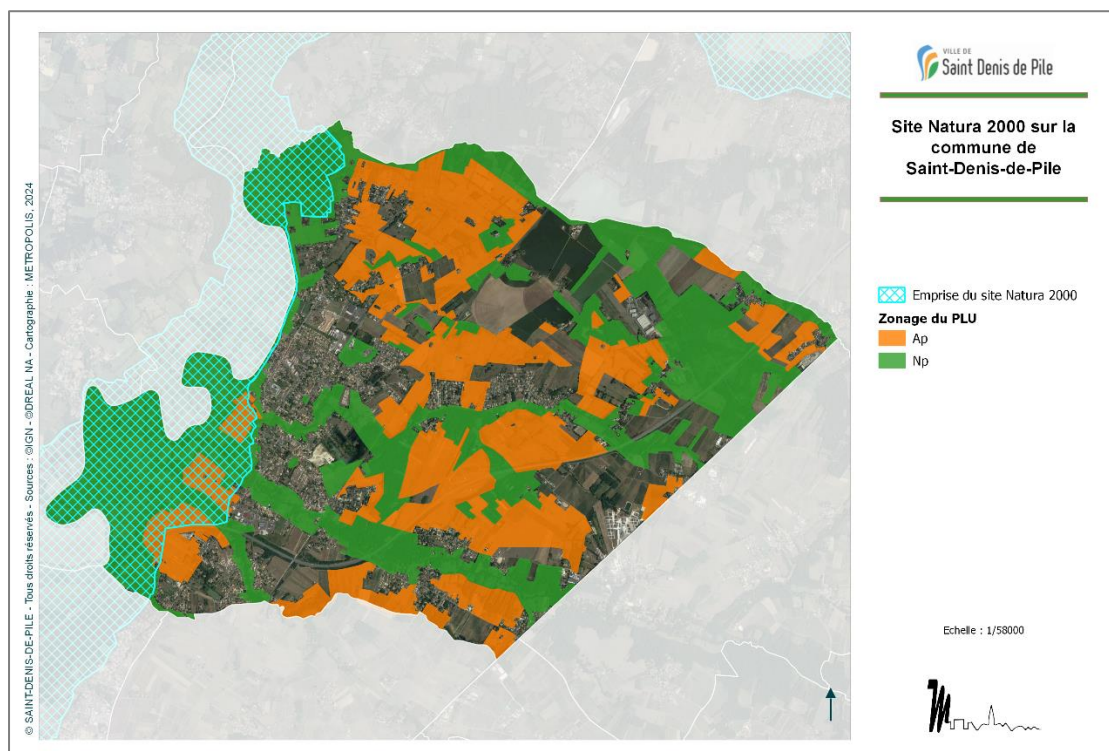 VILLE DE
Saint Denis de Pile
Site Natura 2000 sur la
commune de
Saint-Denis-de-Pile
Emprise du site Natura 2000
Zonage du PLU
Ap
Np
Echelle : 1/58000
© SAINT-DENIS-DE-PILE - Tous droits réservés - Sources : ©IGN - ©DREAL NA - Cartographie : METROPOLIS, 2024